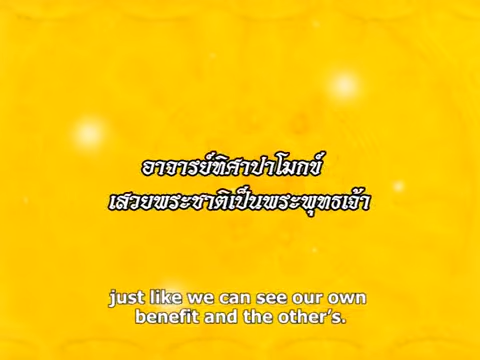 อาจารย์ทิศาปาโมกข์
เสวยพระชาติเป็นพระพุทธเจ้า
just like we can see our own
benefit and the other's.